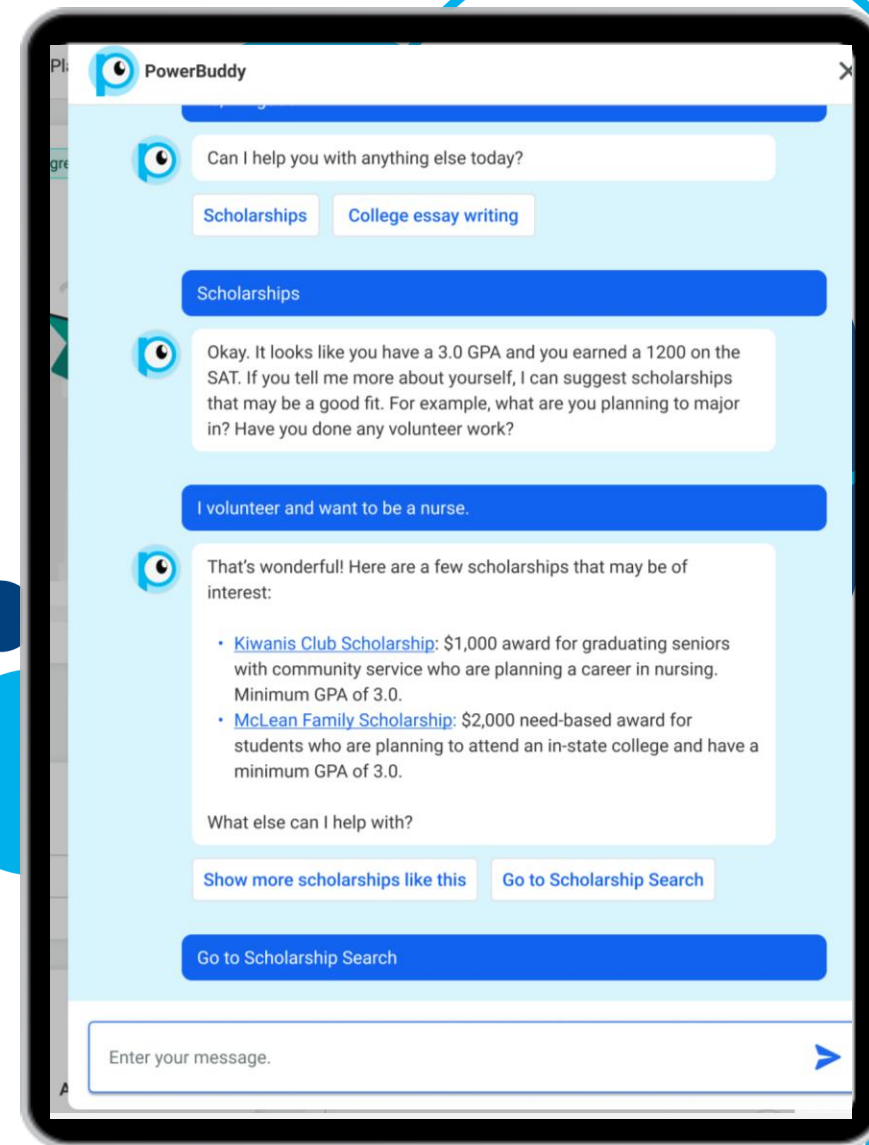 Pl
PowerBuddy
gre
Can I help you with anything else today?
Scholarships
College essay writing
Scholarships
Okay. It looks like you have a 3.0 GPA and you earned a 1200 on the
SAT. If you tell me more about yourself, I can suggest scholarships
that may be a good fit. For example, what are you planning to major
in? Have you done any volunteer work?
I volunteer and want to be a nurse.
That’s wonderful! Here are a few scholarships that may be of
interest:
• Kiwanis Club Scholarship: $1,000 award for graduating seniors
with community service who are planning a career in nursing.
Minimum GPA of 3.0.
• McLean Family Scholarship: $2,000 need-based award for
students who are planning to attend an in-state college and have a
minimum GPA of 3.0.
What else can I help with?
Show more scholarships like this
Go to Scholarship Search
Go to Scholarship Search
Enter your message.
A